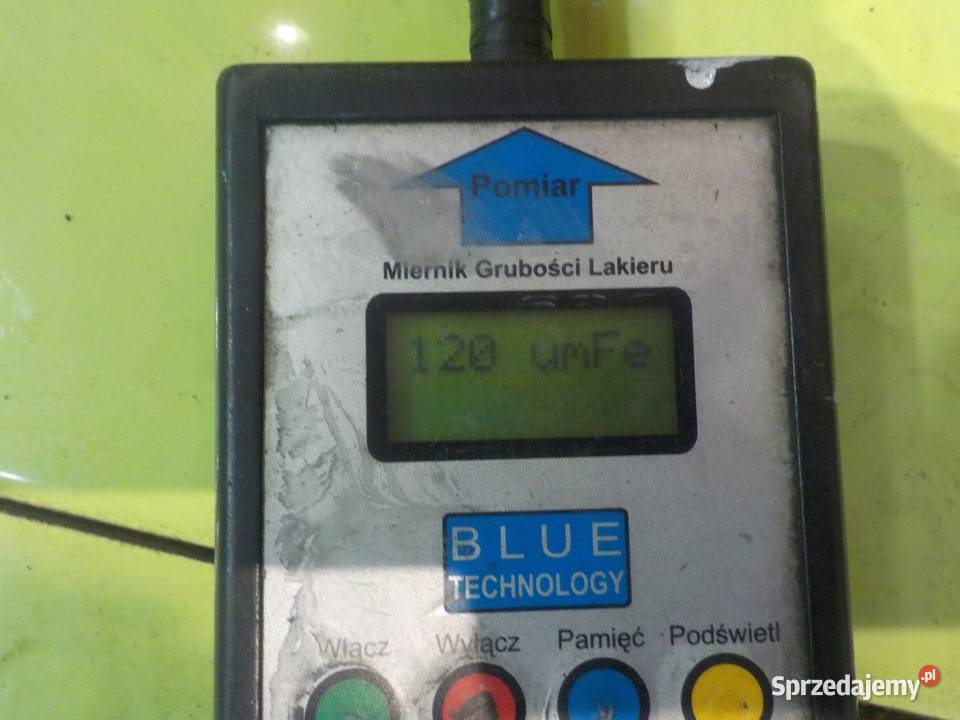 Pomiar
Miernik Grubości Lakieru
120 umFe
BLUE
TECHNOLOGY
Włącz Wyłącz Pamięć Podświetl
Sprzedajemy.pl